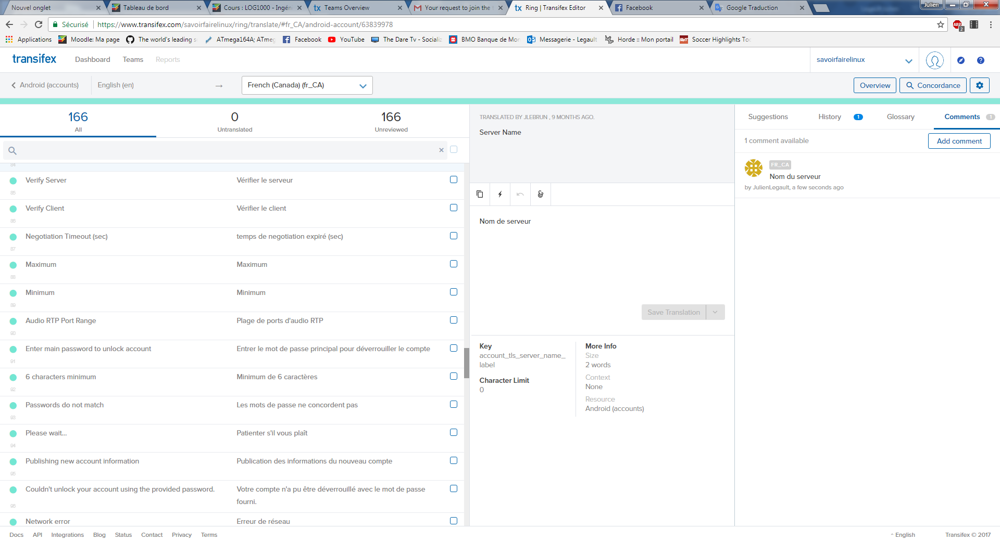 Nouvel onglet
Tableau de bord
Cours : LOG1000 - Ingén
Teams Overview
Your request to join the
Ring | Transifex Editor
Facebook
Google Traduction
Julien
Sécurisé
https://www.transifex.com/savoirfairelinux/ring/translate/#fr_CA/android-account/63839978
ABP
2
Applications
Moodle: Ma page
The world's leading s
ATmega164A; ATmeg
Facebook
YouTube
The Dare Tv - Socializ
BMO Banque de Mon
Messagerie - Legault
Horde :: Mon portail
Soccer Highlights Toc
transifex
Dashboard
Teams
Reports
savoirfairelinux
Android (accounts)
English (en)
→
French (Canada) (fr_CA)
Overview
Concordance
166
All
0
Untranslated
166
Unreviewed
84
Verify Server
Vérifier le serveur
85
Verify Client
Vérifier le client
86
Negotiation Timeout (sec)
temps de negotiation expiré (sec)
87
Maximum
Maximum
88
Minimum
Minimum
89
Audio RTP Port Range
Plage de ports d'audio RTP
90
Enter main password to unlock account
Entrer le mot de passe principal pour déverrouiller le compte
91
6 characters minimum
Minimum de 6 caractères
92
Passwords do not match
Les mots de passe ne concordent pas
93
Please wait...
Patienter s'il vous plaît
94
Publishing new account information
Publication des informations du nouveau compte
95
Couldn't unlock your account using the provided password.
Votre compte n'a pu être déverrouillé avec le mot de passe
fourni.
96
Network error
Erreur de réseau
TRANSLATED BY JLEBRUN , 9 MONTHS AGO.
Server Name
Nom de serveur
Save Translation
Key
account_tls_server_name_
label
Character Limit
0
More Info
Size
2 words
Context
None
Resource
Android (accounts)
Suggestions
History
1
Glossary
Comments
1
1 comment available
Add comment
FR_CA
Nom du serveur
by JulienLegault, a few seconds ago
Docs
API
Integrations
Blog
Status
Contact
Privacy
Terms
English
Transifex © 2017